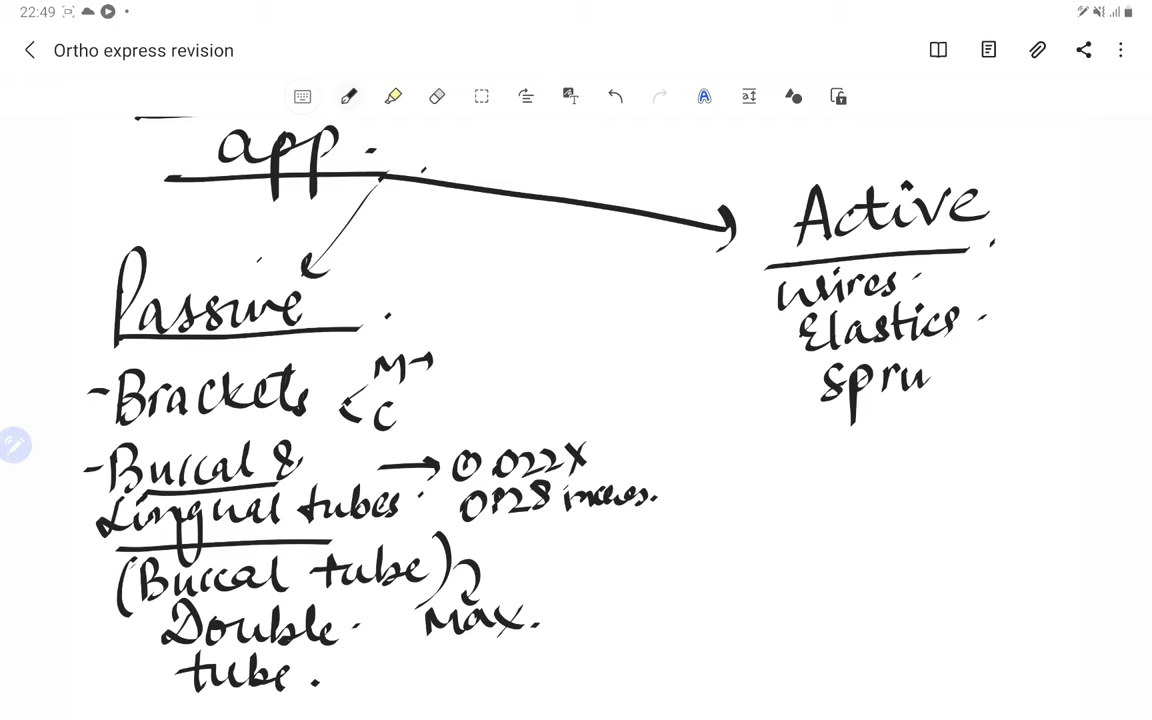 22:49
Ortho express revision
app.
Active
Wires.
Elastics.
Spru
Passive
- Brackets < M→
C
- Buccal & → 0.022X
Lingual tubes. 0.028 inches.
(Buccal tube)
Double. Max.
tube.